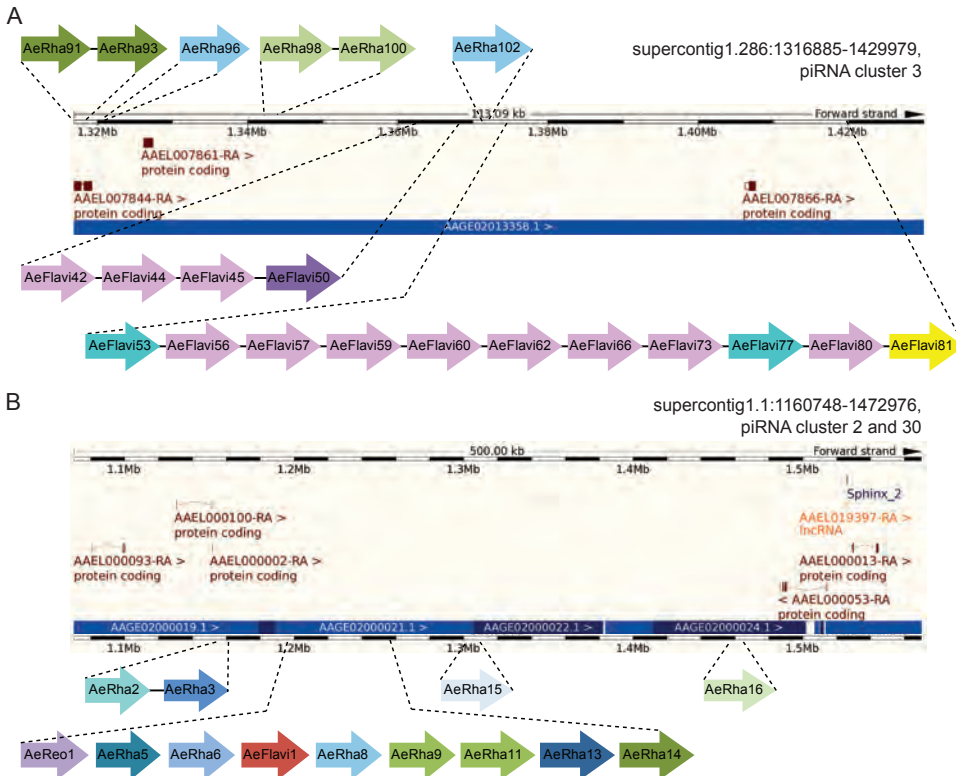 A
AeRha91 AeRha93 AeRha96 AeRha98 AeRha100 AeRha102
supercontig1.286:1316885-1429979,
piRNA cluster 3
113.09 kb Forward strand
1.32Mb 1.34Mb 1.36Mb 1.38Mb 1.40Mb 1.42Mb
AAEL007861-RA >
protein coding
AAEL007844-RA > AAEL007866-RA >
protein coding protein coding
AAGE02013358.1 >
AeFlavi42 AeFlavi44 AeFlavi45 AeFlavi50
AeFlavi53 AeFlavi56 AeFlavi57 AeFlavi59 AeFlavi60 AeFlavi62 AeFlavi66 AeFlavi73 AeFlavi77 AeFlavi80 AeFlavi81
B
supercontig1.1:1160748-1472976,
piRNA cluster 2 and 30
500.00 kb Forward strand
1.1Mb 1.2Mb 1.3Mb 1.4Mb 1.5Mb
Sphinx_2
AAEL000100-RA > AAEL019397-RA >
protein coding lncRNA
AAEL000093-RA > AAEL000002-RA > AAEL000013-RA >
protein coding protein coding protein coding
< AAEL000053-RA
protein coding
AAGE02000019.1 > AAGE02000021.1 > AAGE02000022.1 > AAGE02000024.1 >
1.1Mb 1.2Mb 1.3Mb 1.4Mb 1.5Mb
AeRha2 AeRha3 AeRha15 AeRha16
AeReo1 AeRha5 AeRha6 AeFlavi1 AeRha8 AeRha9 AeRha11 AeRha13 AeRha14